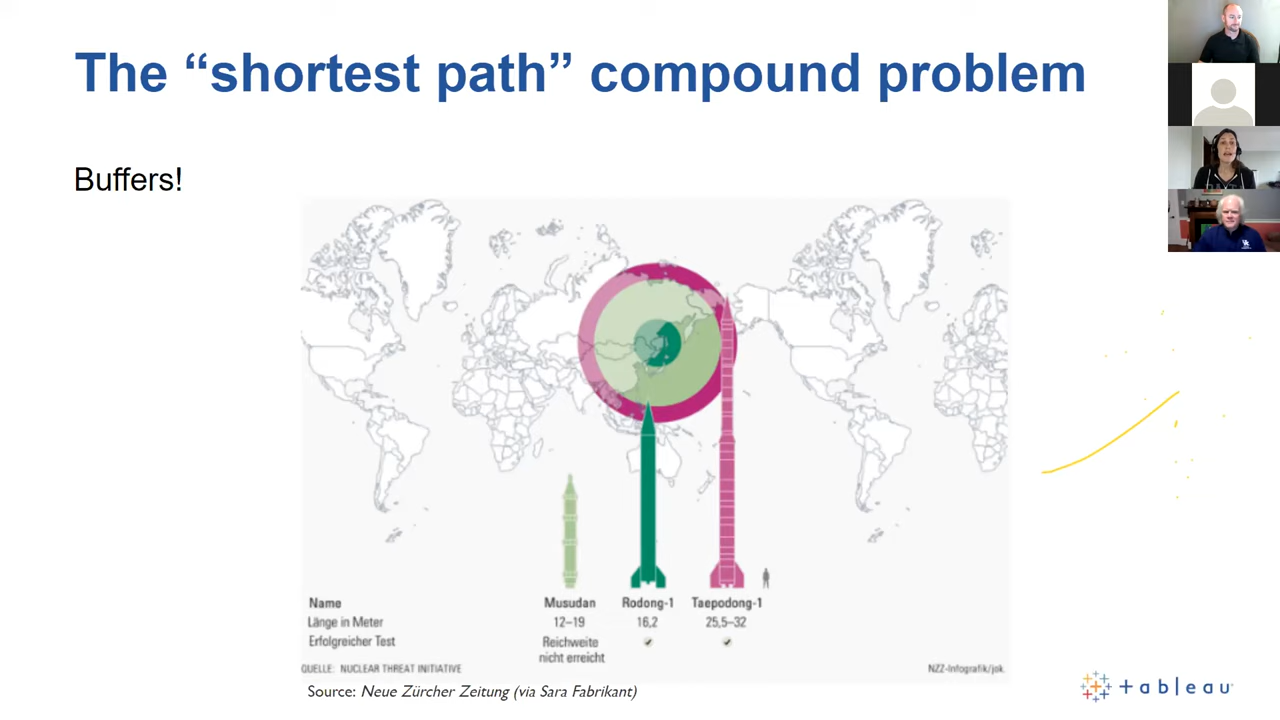 The “shortest path” compound problem
Buffers!
Name Musudan Rodong-1 Taepodong-1
Länge in Meter 12–19 16,2 25,5–32
Erfolgreicher Test Reichweite
nicht erreicht
QUELLE: NUCLEAR THREAT INITIATIVE NZZ-Infografik/jok.
Source: Neue Zürcher Zeitung (via Sara Fabrikant)
+ableau